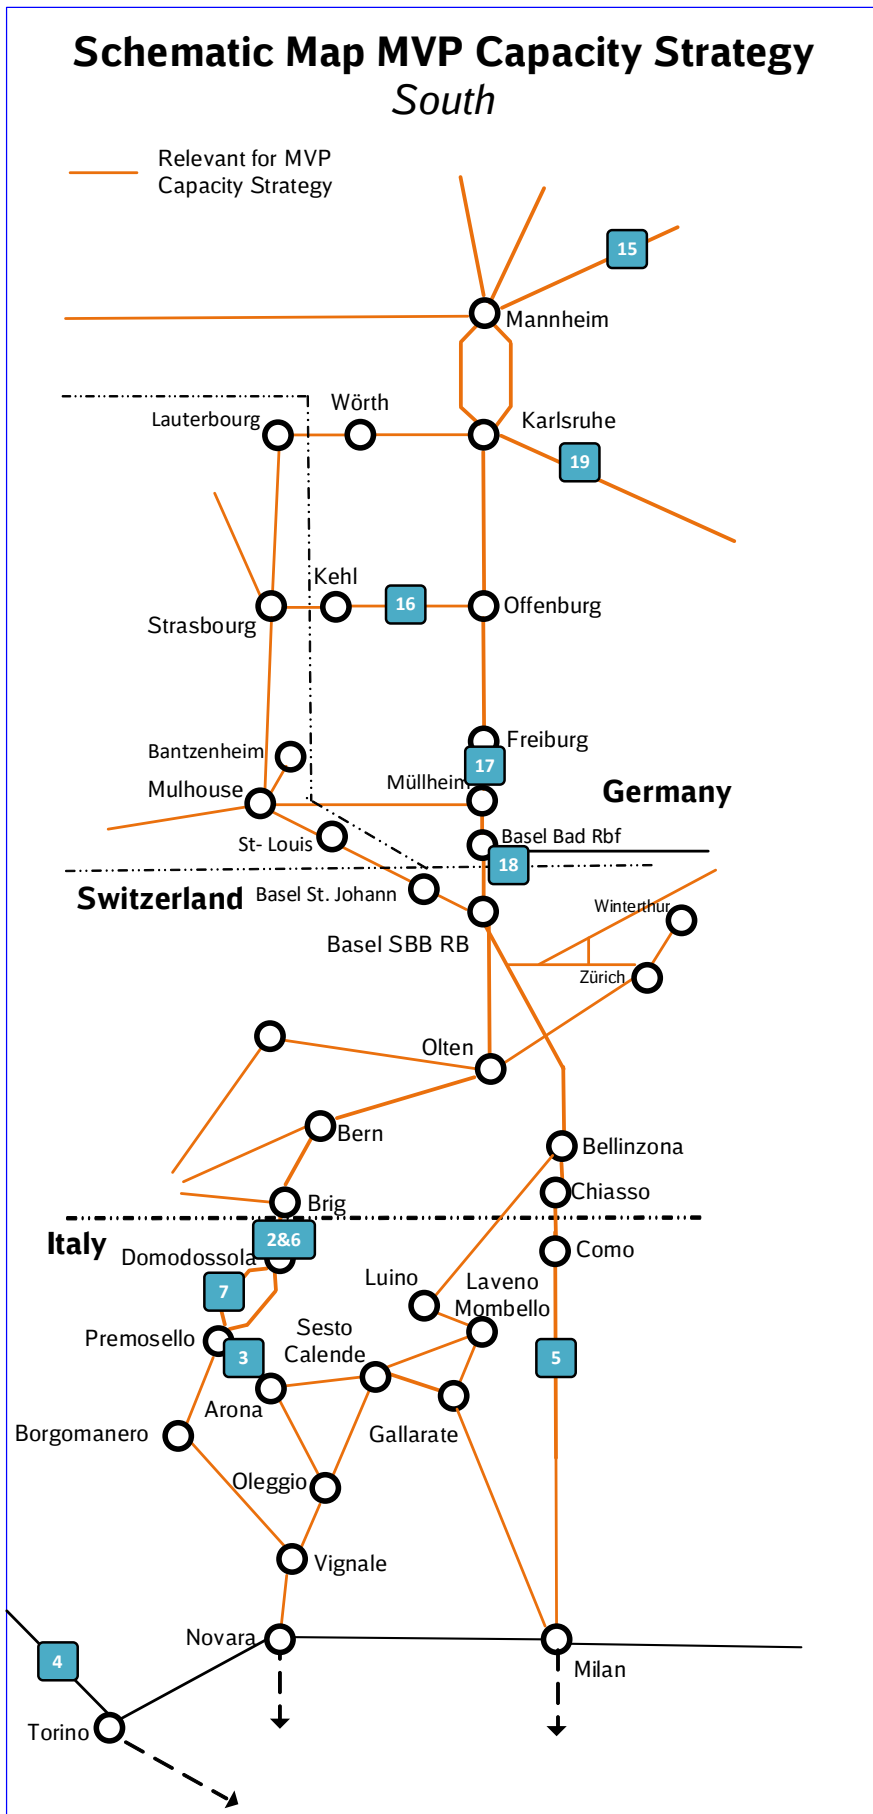 Schematic Map MVP Capacity Strategy
South
Relevant for MVP
Capacity Strategy
15
Mannheim
Wörth
Lauterbourg
Karlsruhe
19
Kehl
16
Strasbourg
Offenburg
Freiburg
Bantzenheim
17
Müllheim
Mulhouse
Germany
St- Louis
Basel Bad Rbf
18
Switzerland
Basel St. Johann
Winterthur
Basel SBB RB
Zürich
Olten
Bern
Bellinzona
Chiasso
Brig
Italy
2&6
Domodossola
Como
7
Luino
Laveno
Mombello
Premosello
3
Sesto
Calende
5
Arona
Borgomanero
Gallarate
Oleggio
Vignale
Novara
4
Milan
Torino